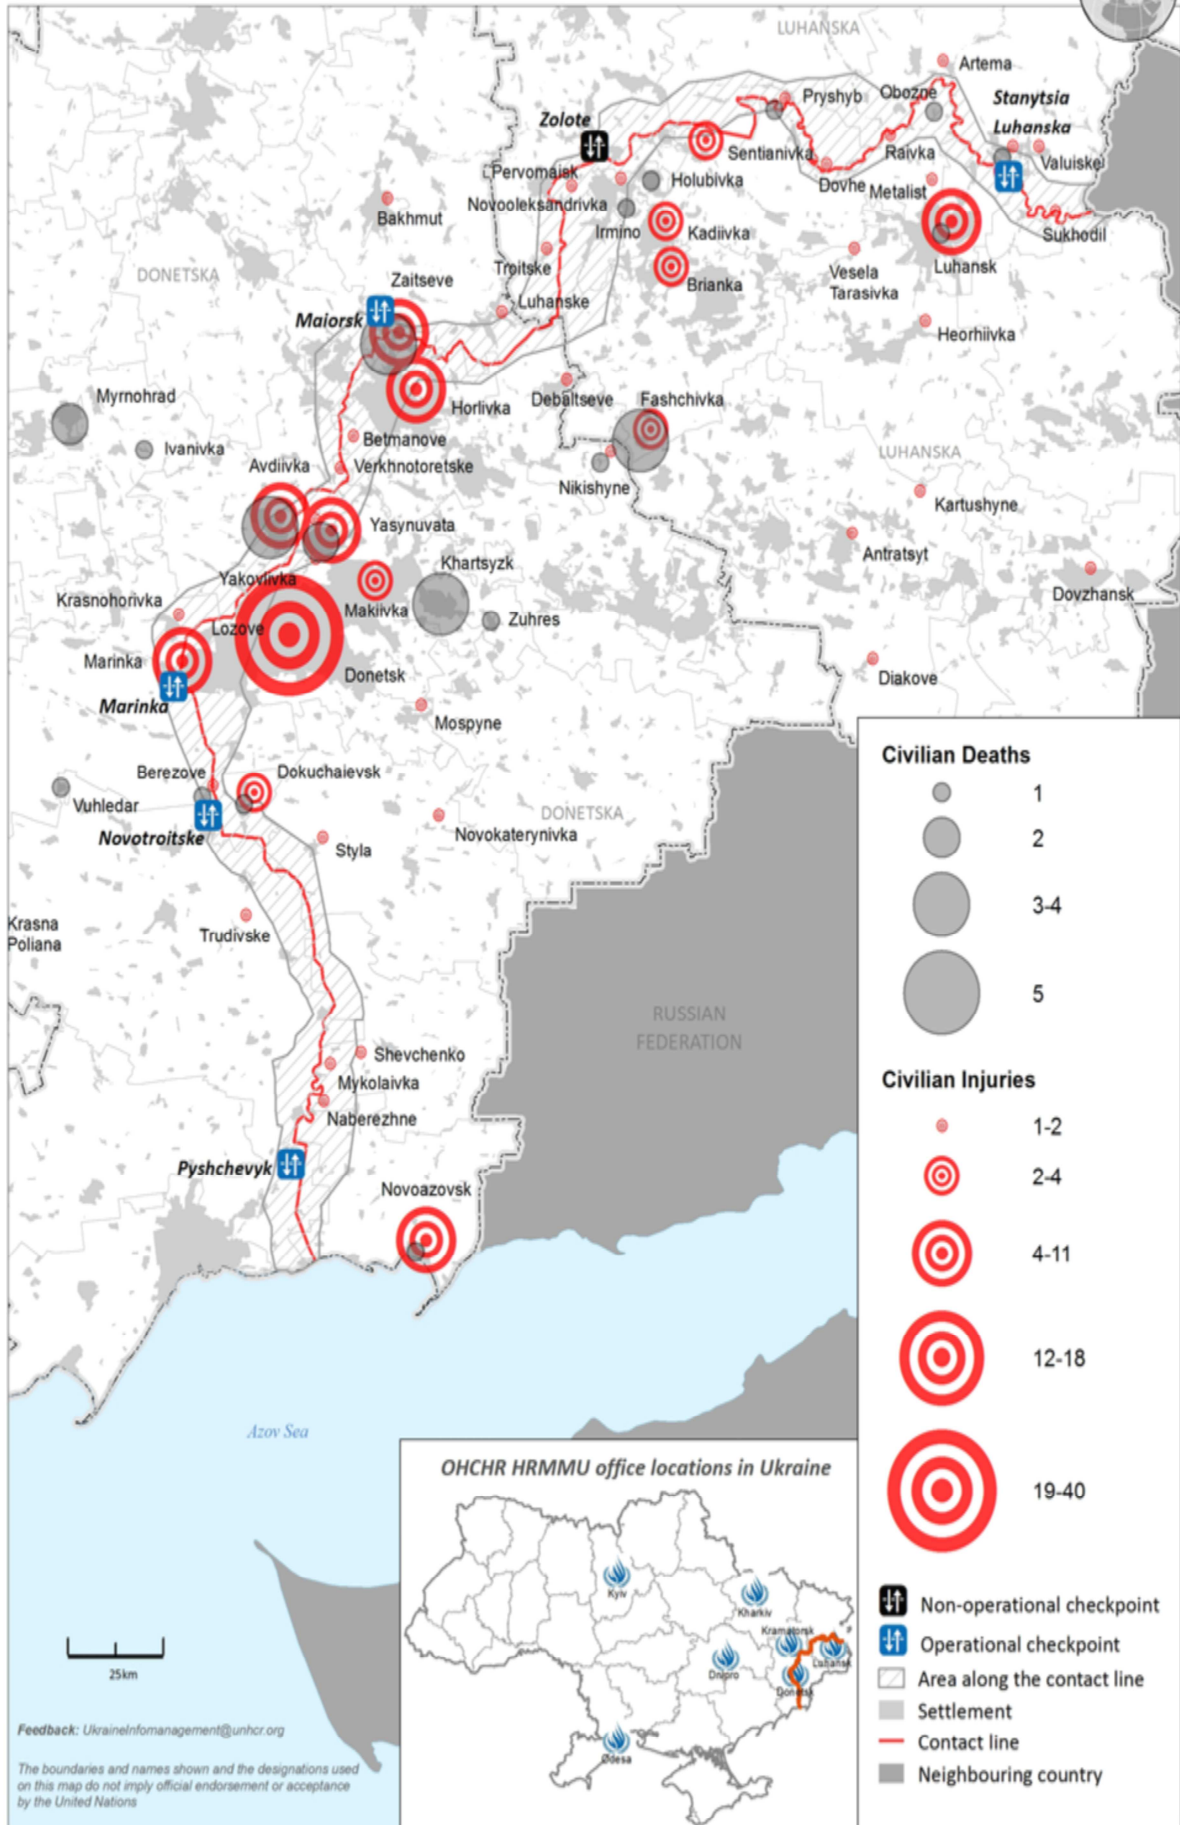 LUHANSKA
Artema
Pryshyb
Obozne
Stanytsia
Luhanska
Zolote
Sentianivka
Raivka
Valuiske
Pervomaisk
Holubivka
Dovhe
Metalist
Novooleksandrivka
Bakhmut
Irmino
Kadiivka
Sukhodil
Troitske
Luhansk
DONETSKA
Zaitseve
Brianka
Vesela
Tarasivka
Luhanske
Maiorsk
Heorhiivka
Myrnohrad
Horlivka
Debaltseve
Fashchivka
Ivanivka
Betmanove
LUHANSKA
Avdiivka
Verkhnotoretske
Nikishyne
Kartushyne
Yasynuvata
Antratsyt
Khartsyzk
Yakovlivka
Dovzhansk
Krasnohorivka
Makiivka
Zuhres
Lozove
Marinka
Donetsk
Diakove
Marinka
Mospyne
Berezove
Dokuchaievsk
Vuhledar
DONETSKA
Novotroitske
Novokaterynivka
Styla
Krasna
Poliana
Trudivske
RUSSIAN
FEDERATION
Shevchenko
Mykolaivka
Naberezhne
Pyshchevyk
Novoazovsk
Azov Sea
Civilian Deaths
1
2
3-4
5
Civilian Injuries
1-2
2-4
4-11
12-18
19-40
Non-operational checkpoint
Operational checkpoint
Area along the contact line
Settlement
Contact line
Neighbouring country
OHCHR HRMMU office locations in Ukraine
Kyiv
Kharkiv
Kramatorsk
Luhansk
Dnipro
Donetsk
Odesa
25km
Feedback: UkraineInfomanagement@unhcr.org
The boundaries and names shown and the designations used
on this map do not imply official endorsement or acceptance
by the United Nations